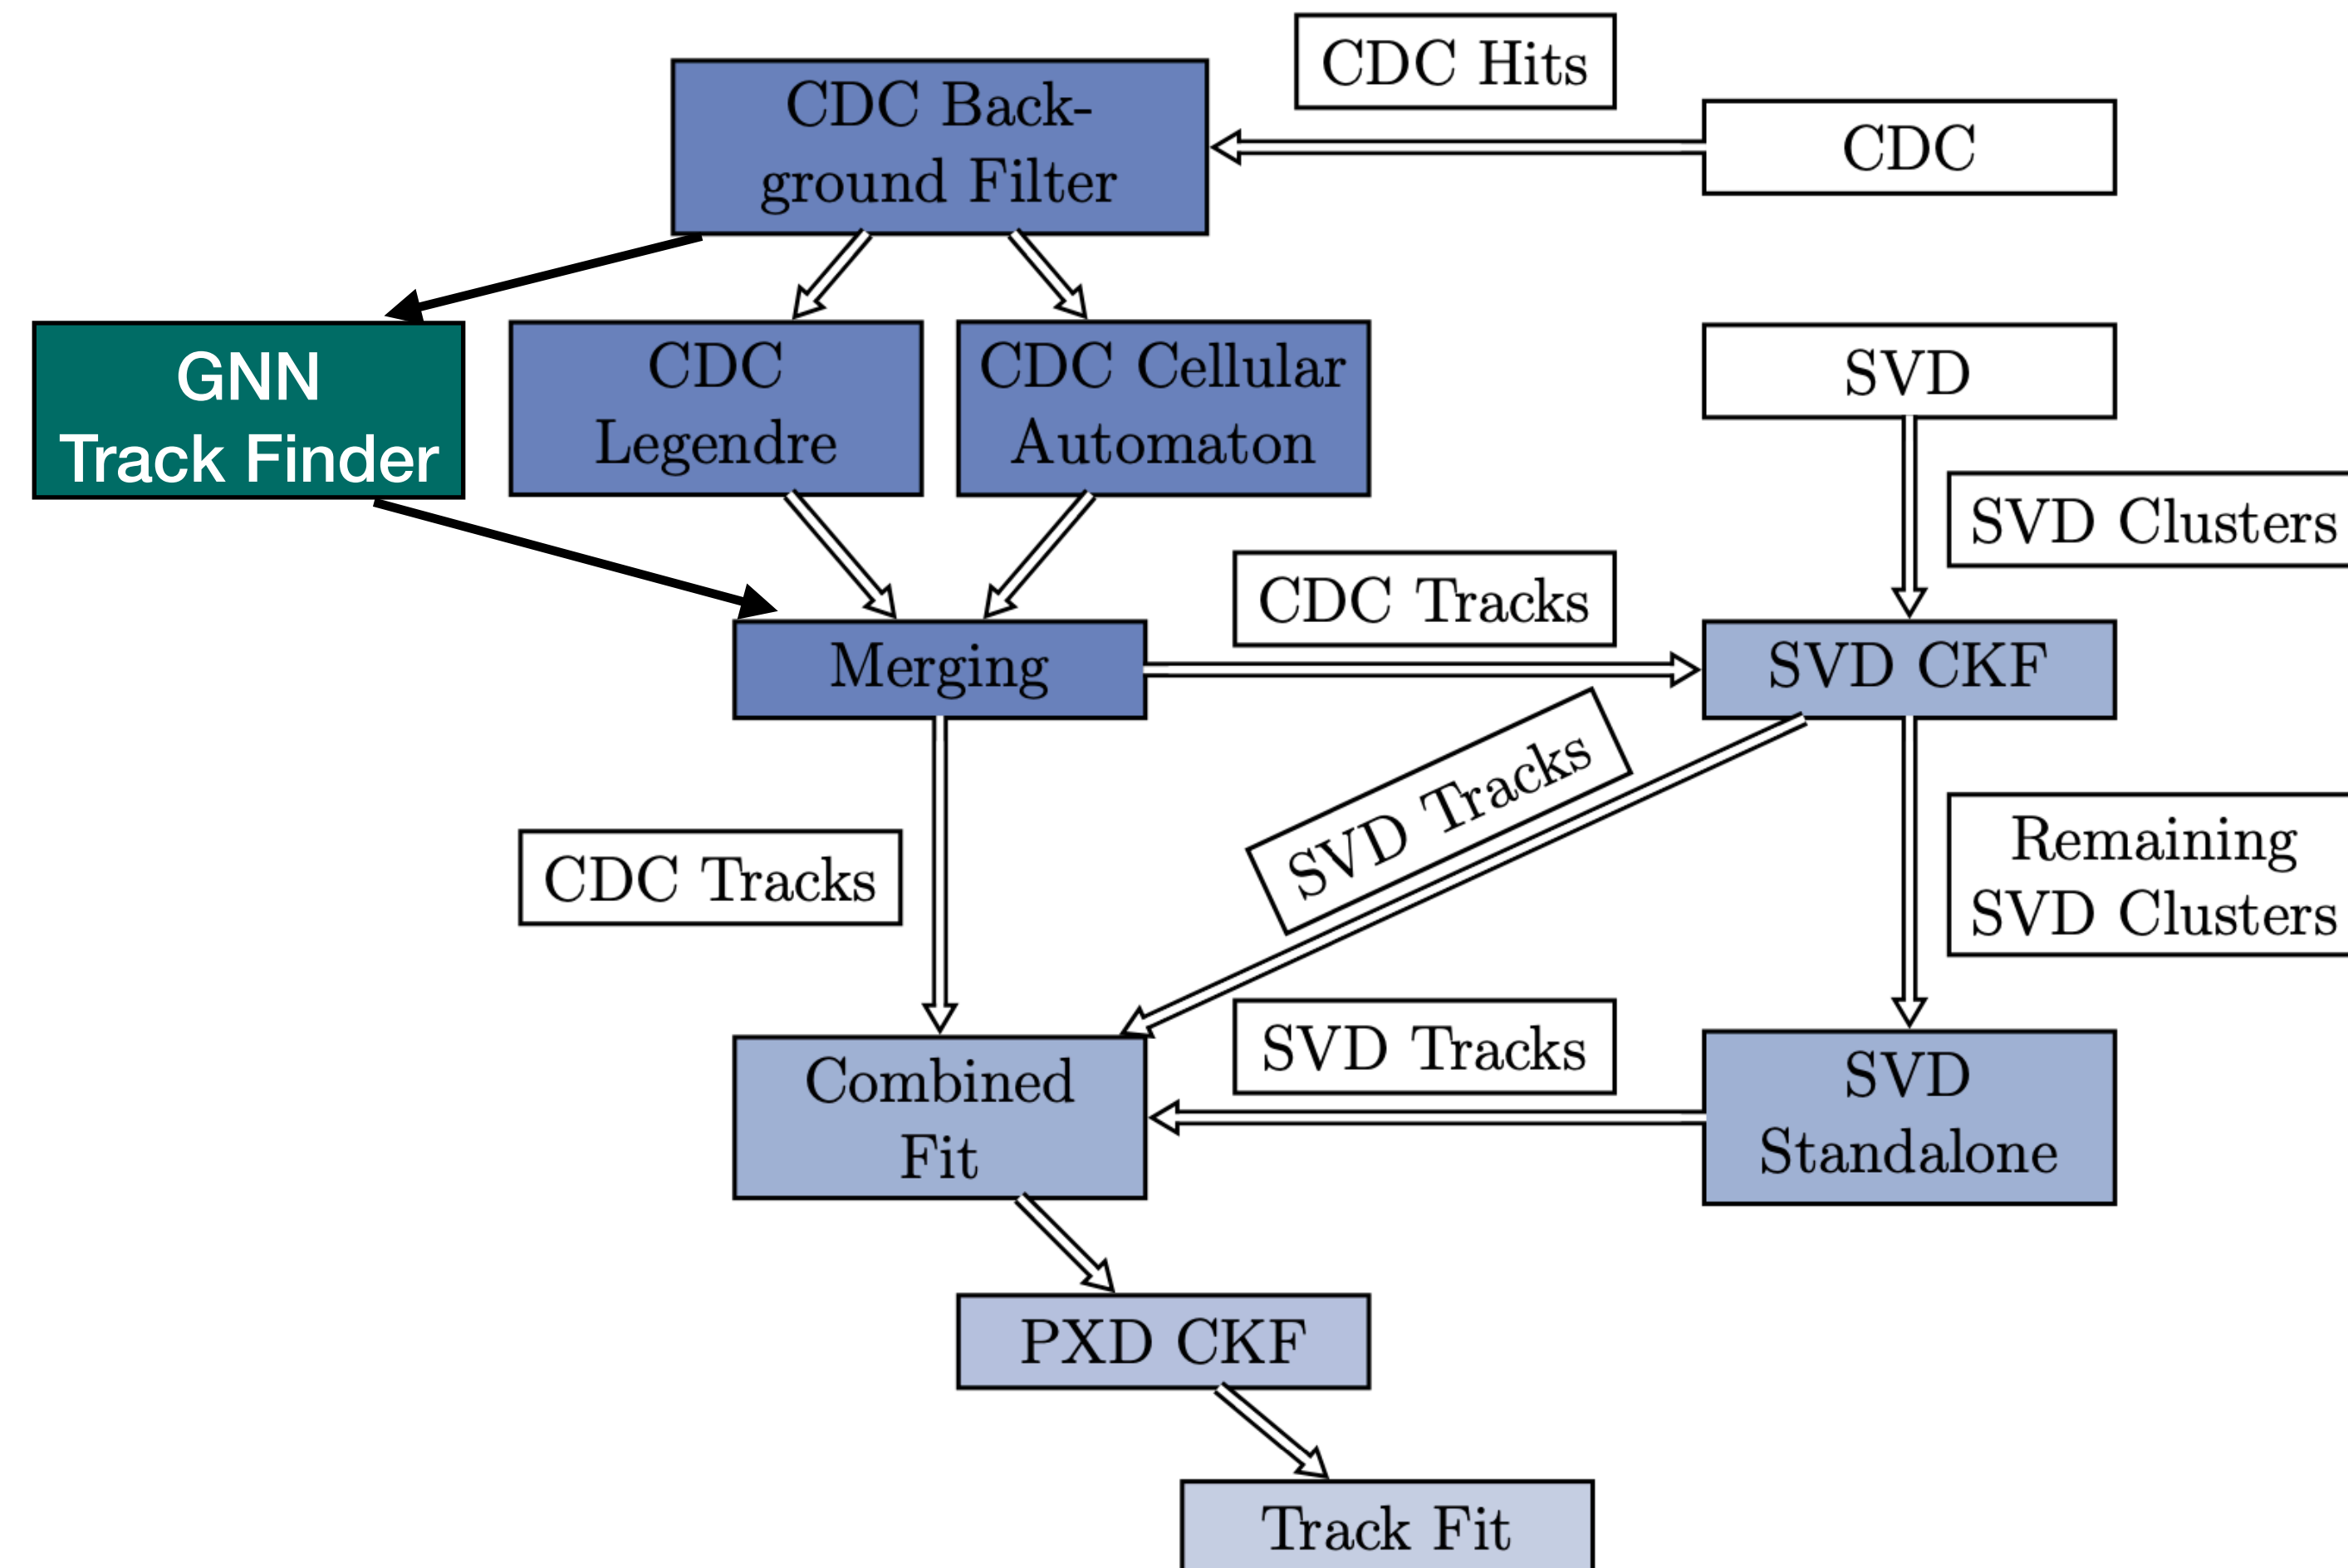 CDC Hits
CDC Back-
ground Filter
CDC
GNN
Track Finder
CDC
Legendre
CDC Cellular
Automaton
SVD
SVD Clusters
CDC Tracks
Merging
SVD CKF
SVD Tracks
CDC Tracks
Remaining
SVD Clusters
SVD Tracks
Combined
Fit
SVD
Standalone
PXD CKF
Track Fit